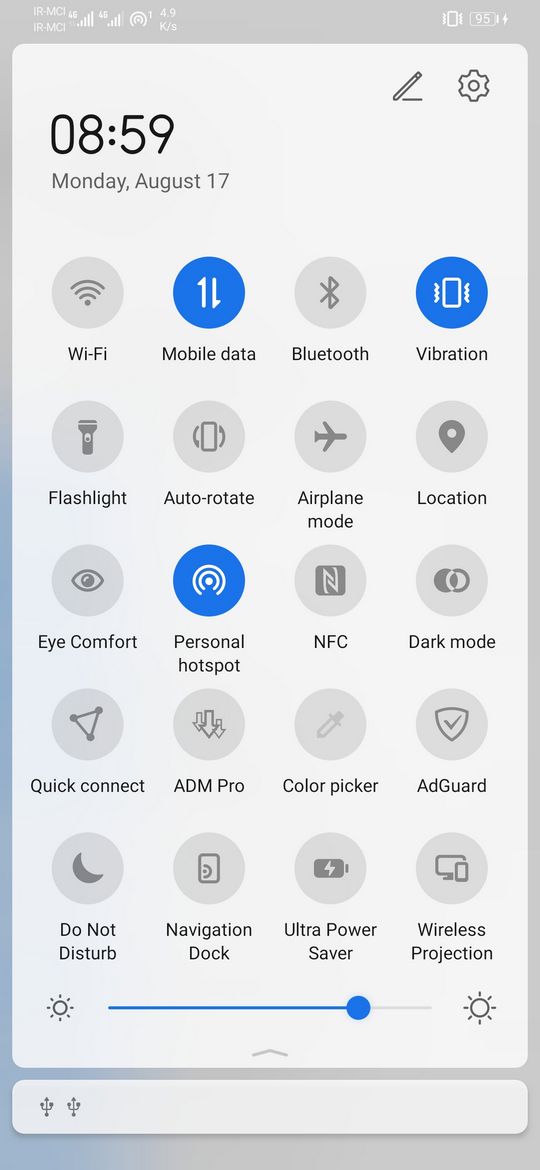 IR-MCI 4G 4G 1 4.9
IR-MCI K/s
95
08:59
Monday, August 17
Wi-Fi Mobile data Bluetooth Vibration
Flashlight Auto-rotate Airplane mode Location
Eye Comfort Personal hotspot NFC Dark mode
Quick connect ADM Pro Color picker AdGuard
Do Not Disturb Navigation Dock Ultra Power Saver Wireless Projection